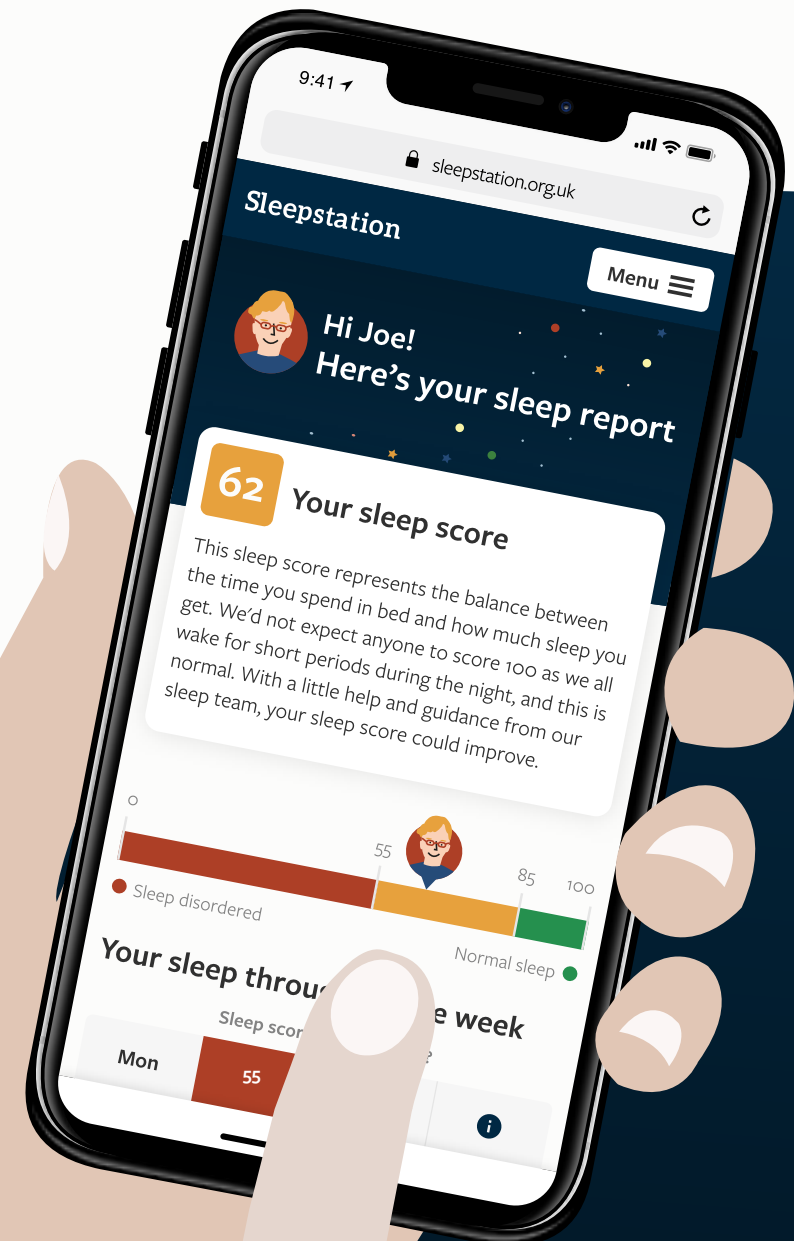 9:41
sleepstation.org.uk
Sleepstation
Menu
Hi Joe!
Here's your sleep report
62
Your sleep score
This sleep score represents the balance between
the time you spend in bed and how much sleep you
get. We'd not expect anyone to score 100 as we all
wake for short periods during the night, and this is
normal. With a little help and guidance from our
sleep team, your sleep score could improve.
0
55
85
100
Sleep disordered
Normal sleep
Your sleep week
Sleep
Mon
55
i